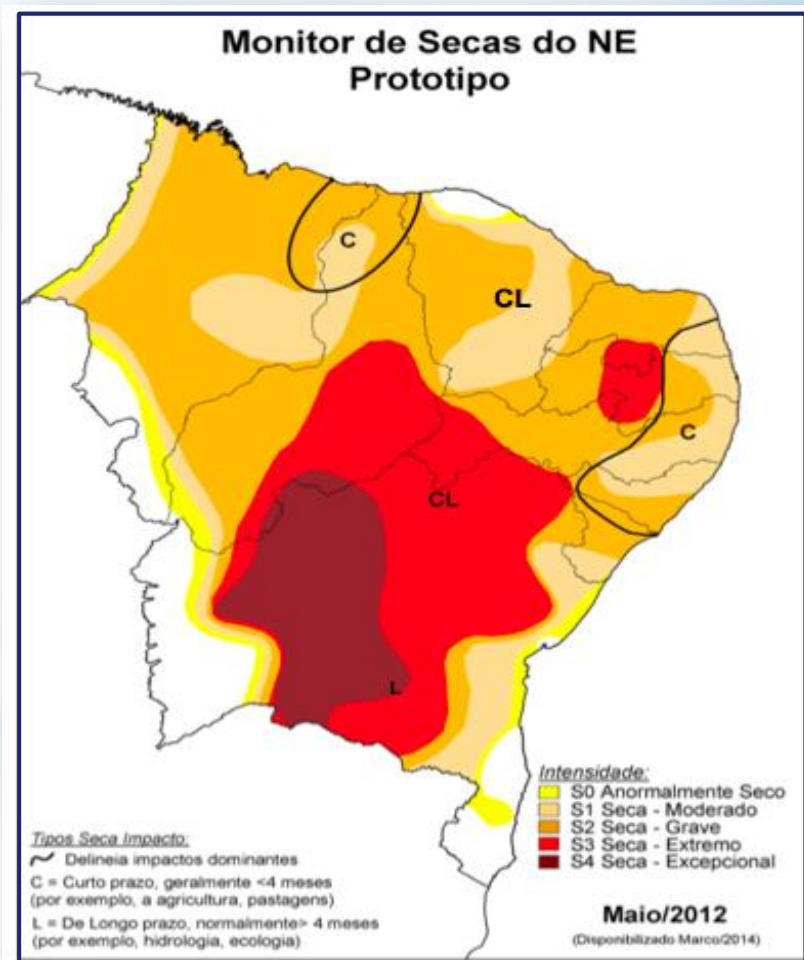 Monitor de Secas do NE
Prototipo
C
CL
C
CL
L
Intensidade:
S0 Anormalmente Seco
S1 Seca - Moderado
S2 Seca - Grave
S3 Seca - Extremo
S4 Seca - Excepcional
Tipos Seca Impacto:
Delineia impactos dominantes
C = Curto prazo, geralmente <4 meses
(por exemplo, a agricultura, pastagens)
L = De Longo prazo, normalmente> 4 meses
(por exemplo, hidrologia, ecologia)
Maio/2012
(Disponibilizado Marco/2014)